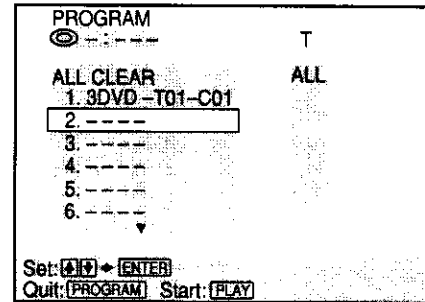 PROGRAM
– : – – – T
ALL CLEAR ALL
1. 3DVD –T01–C01
2. – – – –
3. – – – –
4. – – – –
5. – – – –
6. – – – –
Set: ENTER
Quit: PROGRAM Start: PLAY